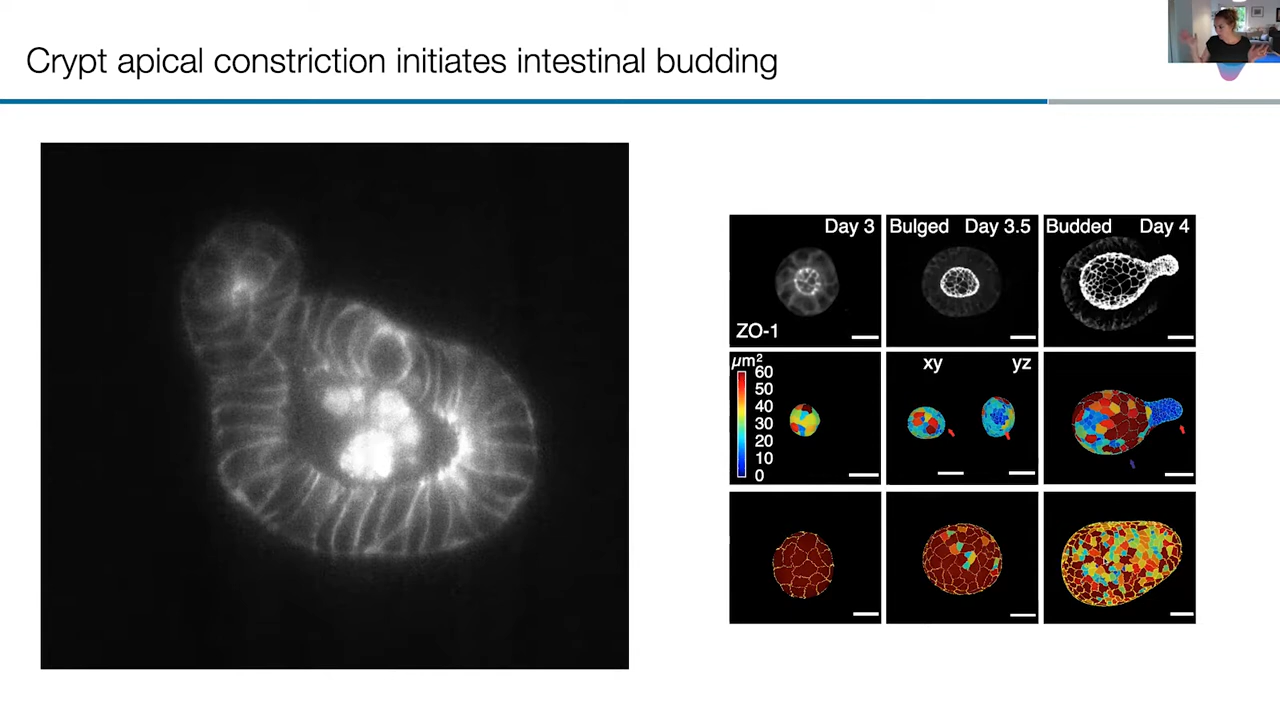 Crypt apical constriction initiates intestinal budding
Day 3
Bulged Day 3.5
Budded Day 4
ZO-1
µm²
60
50
40
30
20
10
0
xy
yz